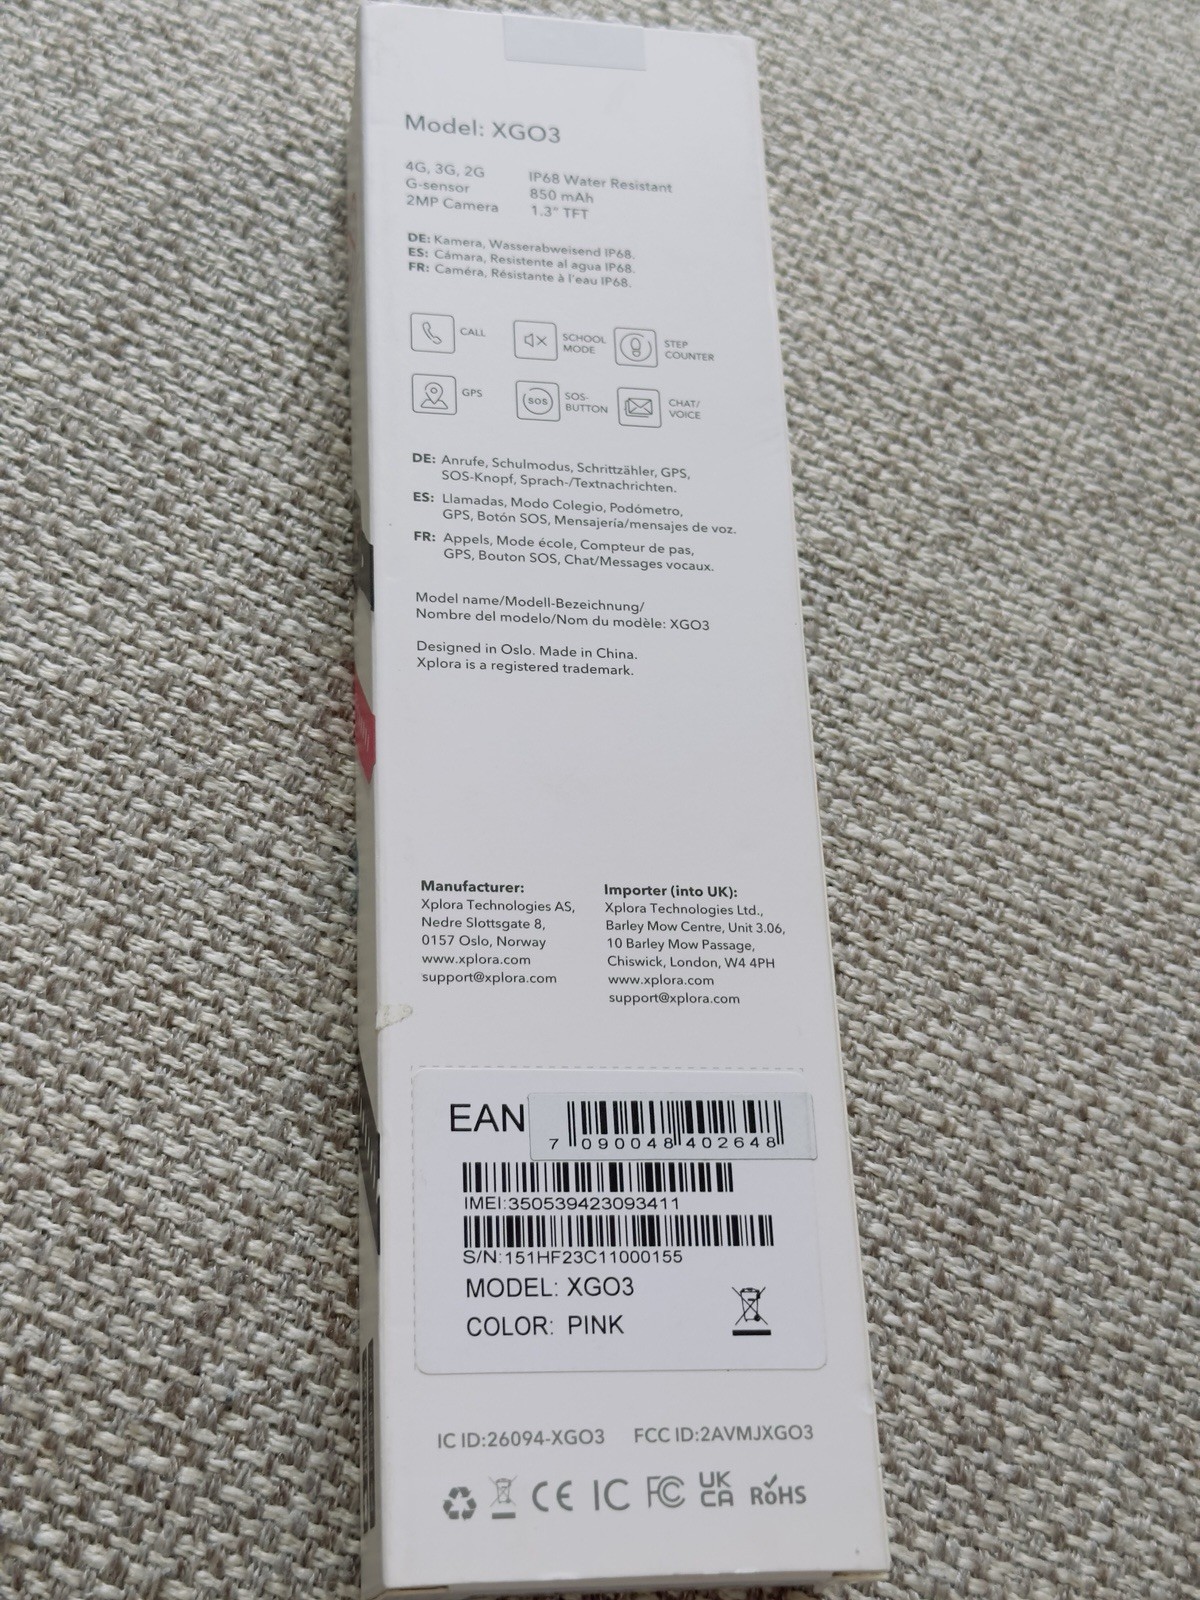 Model: XGO3
4G, 3G, 2G
G-sensor
2MP Camera
IP68 Water Resistant
850 mAh
1.3" TFT
DE: Kamera, Wasserabweisend IP68.
ES: Cámara, Resistente al agua IP68.
FR: Caméra, Résistante à l'eau IP68.
CALL
SCHOOL
MODE
STEP
COUNTER
GPS
SOS
SOS-
BUTTON
CHAT/
VOICE
DE: Anrufe, Schulmodus, Schrittzähler, GPS,
SOS-Knopf, Sprach-/Textnachrichten.
ES: Llamadas, Modo Colegio, Podómetro,
GPS, Botón SOS, Mensajería/mensajes de voz.
FR: Appels, Mode école, Compteur de pas,
GPS, Bouton SOS, Chat/Messages vocaux.
Model name/Modell-Bezeichnung/
Nombre del modelo/Nom du modèle: XGO3
Designed in Oslo. Made in China.
Xplora is a registered trademark.
Manufacturer:
Xplora Technologies AS,
Nedre Slottsgate 8,
0157 Oslo, Norway
www.xplora.com
support@xplora.com
Importer (into UK):
Xplora Technologies Ltd.,
Barley Mow Centre, Unit 3.06,
10 Barley Mow Passage,
Chiswick, London, W4 4PH
www.xplora.com
support@xplora.com
EAN
7 090048 402648
IMEI:350539423093411
S/N:151HF23C11000155
MODEL: XGO3
COLOR: PINK
IC ID:26094-XGO3 FCC ID:2AVMJXGO3
CE IC FC UK
CA RoHS